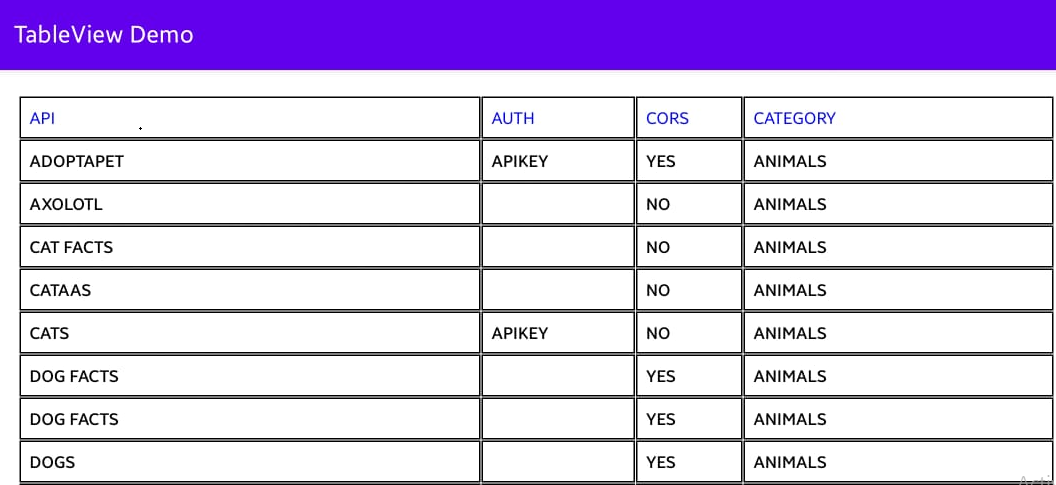 TableView Demo
API AUTH CORS CATEGORY
ADOPTAPET APIKEY YES ANIMALS
AXOLOTL NO ANIMALS
CAT FACTS NO ANIMALS
CATAAS NO ANIMALS
CATS APIKEY NO ANIMALS
DOG FACTS YES ANIMALS
DOG FACTS YES ANIMALS
DOGS YES ANIMALS